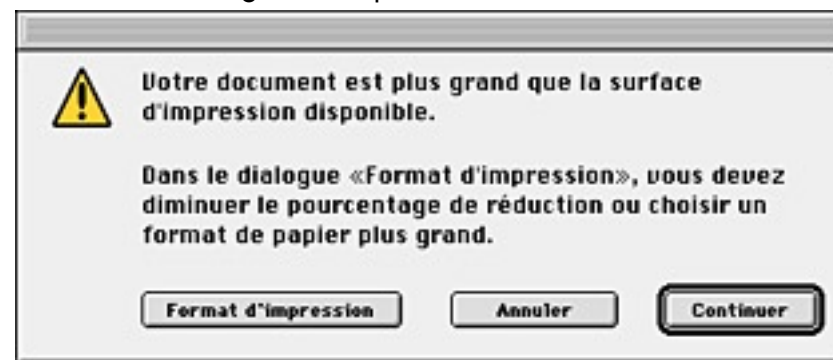 Votre document est plus grand que la surface
d'impression disponible.
Dans le dialogue «Format d'impression», vous devez
diminuer le pourcentage de réduction ou choisir un
format de papier plus grand.
Format d'impression Annuler Continuer